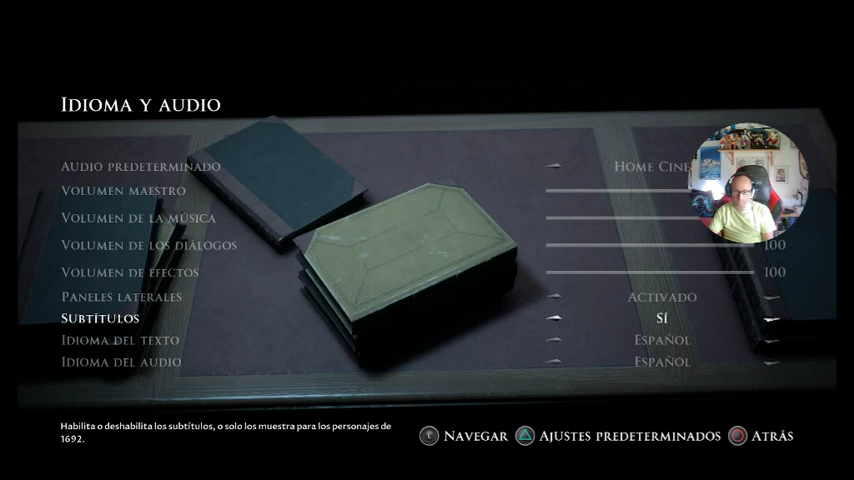 Idioma y audio
Audio predeterminado Home Cine
Volumen maestro
Volumen de la música
Volumen de los diálogos 100
Volumen de efectos 100
Paneles laterales Activado
Subtítulos Sí
Idioma del texto Español
Idioma del audio Español
Habilita o deshabilita los subtítulos, o solo los muestra para los personajes de
1692.
L Navegar Ajustes predeterminados Atrás